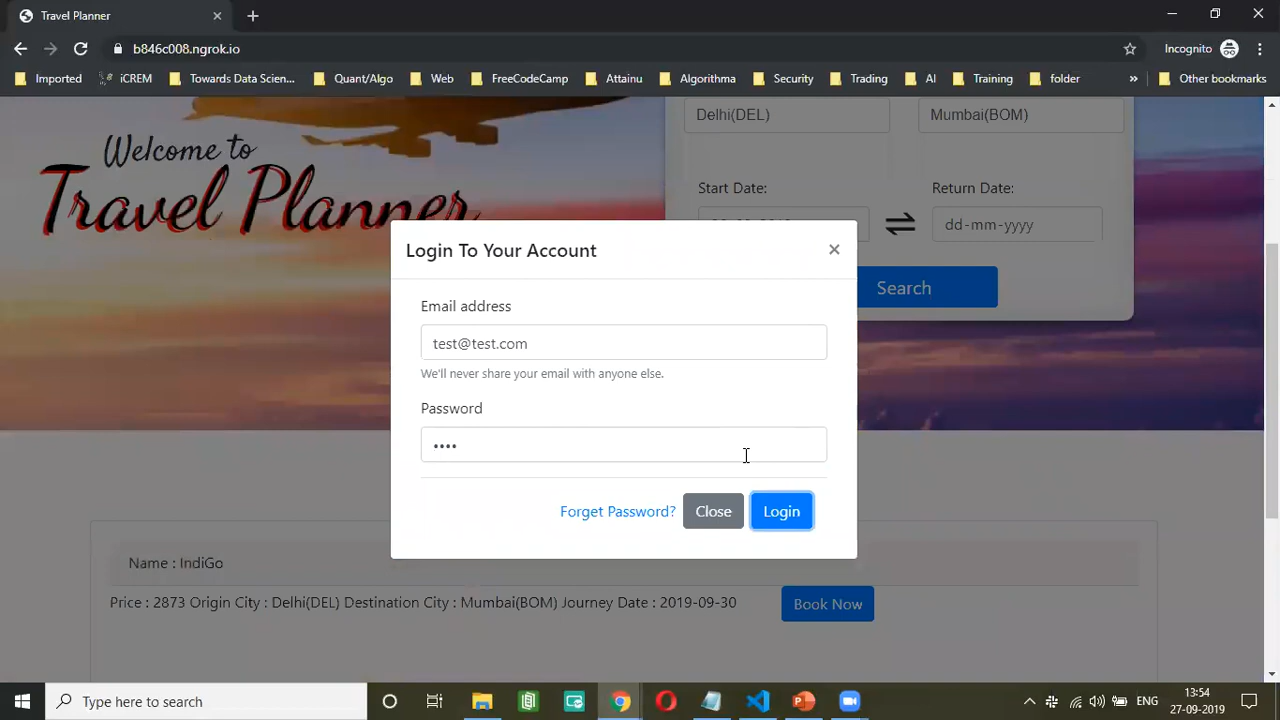 Travel Planner
b846c008.ngrok.io
Incognito
Imported iCREM Towards Data Scien... Quant/Algo Web FreeCodeCamp Attainu Algorithma Security Trading AI Training folder » Other bookmarks
Delhi(DEL) Mumbai(BOM)
Welcome to
Travel Planner
Start Date: Return Date:
dd-mm-yyyy
Search
Login To Your Account ×
Email address
test@test.com
We'll never share your email with anyone else.
Password
••••
Forget Password? Close Login
Name : IndiGo
Price : 2873 Origin City : Delhi(DEL) Destination City : Mumbai(BOM) Journey Date : 2019-09-30 Book Now
Type here to search
ENG
13:54
27-09-2019